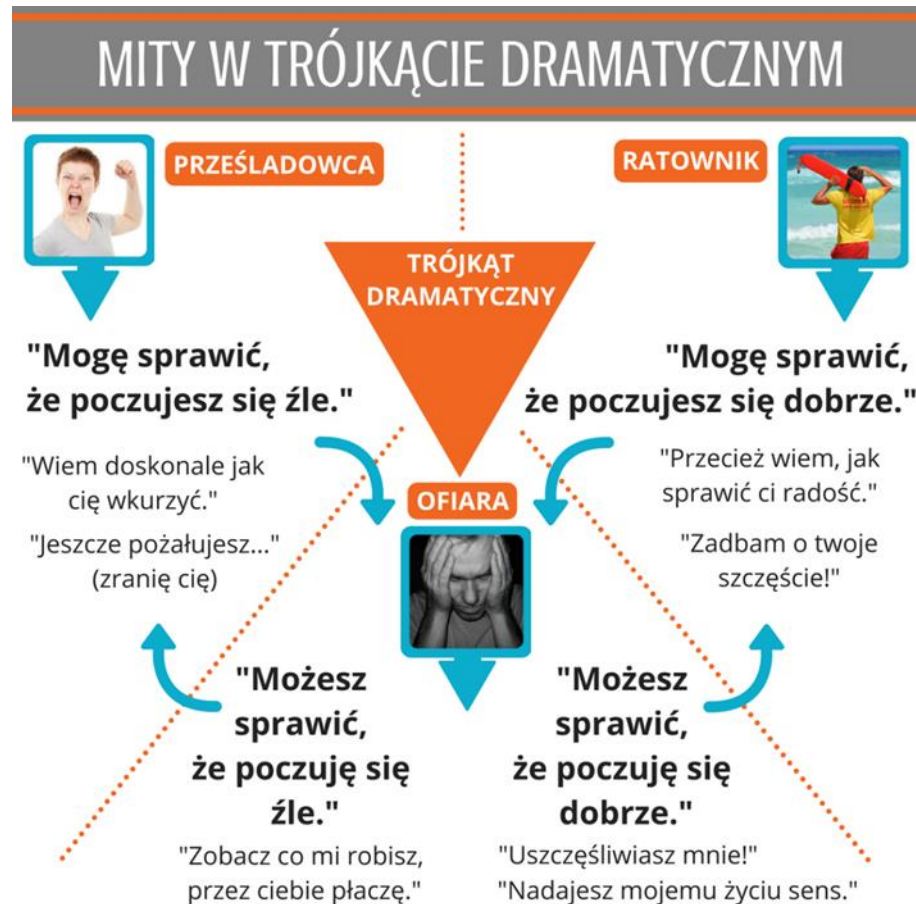 MITY W TRÓJKĄCIE DRAMATYCZNYM
PRZEŚLADOWCA
RATOWNIK
TRÓJKĄT
DRAMATYCZNY
"Mogę sprawić,
że poczujesz się źle."
"Wiem doskonale jak
cię wkurzyć."
"Jeszcze pożałujesz..."
(zranię cię)
"Mogę sprawić,
że poczujesz się dobrze."
"Przecież wiem, jak
sprawić ci radość."
"Zadbam o twoje
szczęście!"
OFIARA
"Możesz
sprawić,
że poczuję się
źle."
"Zobacz co mi robisz,
przez ciebie płaczę."
"Możesz
sprawić,
że poczuję się
dobrze."
"Uszczęśliwiasz mnie!"
"Nadajesz mojemu życiu sens."